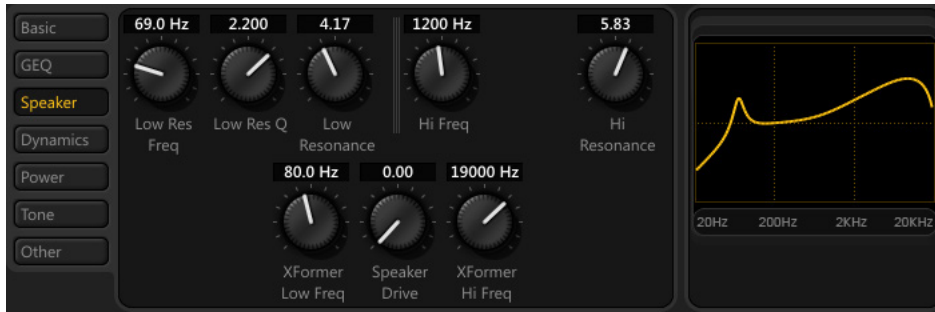 Basic
GEQ
Speaker
Dynamics
Power
Tone
Other
69.0 Hz
2.200
4.17
1200 Hz
5.83
Low Res
Freq
Low Res Q
Low
Resonance
Hi Freq
Hi
Resonance
80.0 Hz
0.00
19000 Hz
XFormer
Low Freq
Speaker
Drive
XFormer
Hi Freq
20Hz
200Hz
2KHz
20KHz